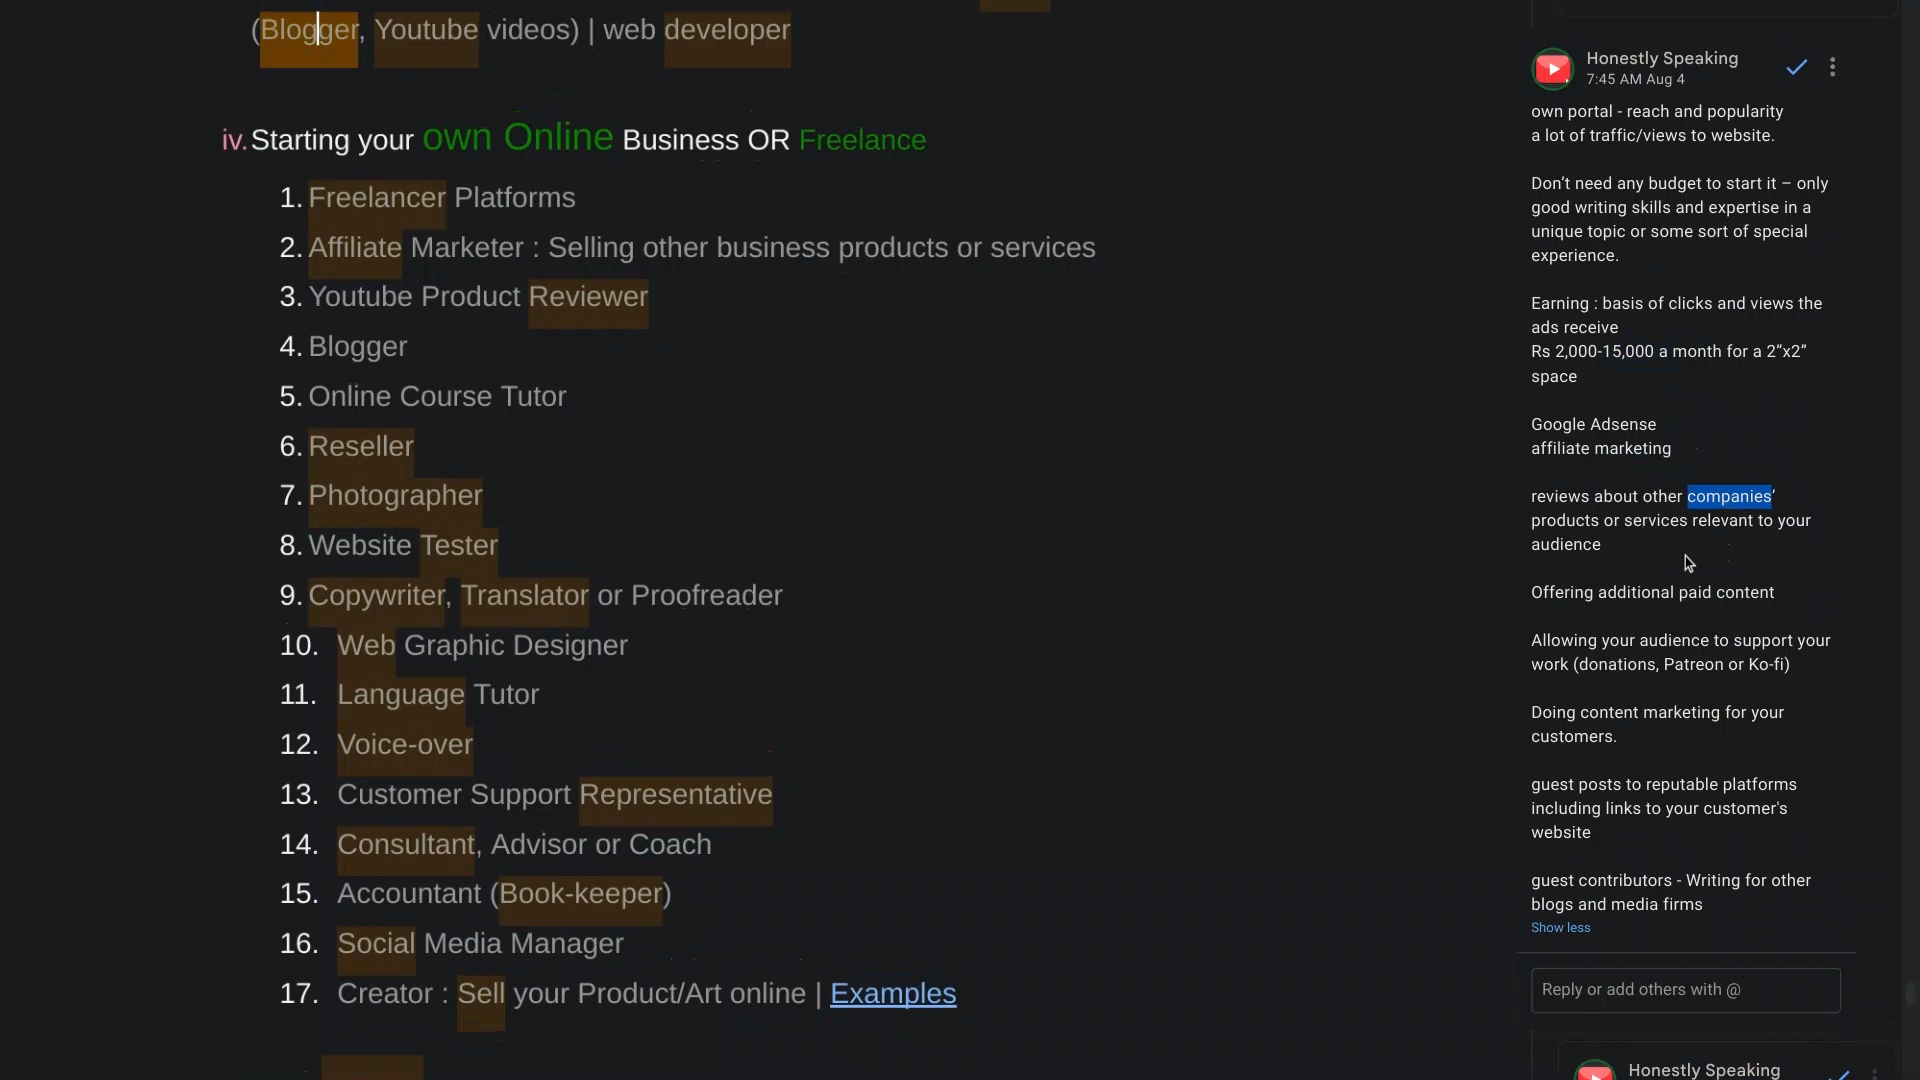 (Blogger, Youtube videos) | web developer
iv. Starting your own Online Business OR Freelance
1. Freelancer Platforms
2. Affiliate Marketer : Selling other business products or services
3. Youtube Product Reviewer
4. Blogger
5. Online Course Tutor
6. Reseller
7. Photographer
8. Website Tester
9. Copywriter, Translator or Proofreader
10. Web Graphic Designer
11. Language Tutor
12. Voice-over
13. Customer Support Representative
14. Consultant, Advisor or Coach
15. Accountant (Book-keeper)
16. Social Media Manager
17. Creator : Sell your Product/Art online | Examples
Honestly Speaking
7:45 AM Aug 4
own portal - reach and popularity
a lot of traffic/views to website.
Don’t need any budget to start it – only
good writing skills and expertise in a
unique topic or some sort of special
experience.
Earning : basis of clicks and views the
ads receive
Rs 2,000-15,000 a month for a 2”x2”
space
Google Adsense
affiliate marketing
reviews about other companies’
products or services relevant to your
audience
Offering additional paid content
Allowing your audience to support your
work (donations, Patreon or Ko-fi)
Doing content marketing for your
customers.
guest posts to reputable platforms
including links to your customer's
website
guest contributors - Writing for other
blogs and media firms
Show less
Reply or add others with @
Honestly Speaking